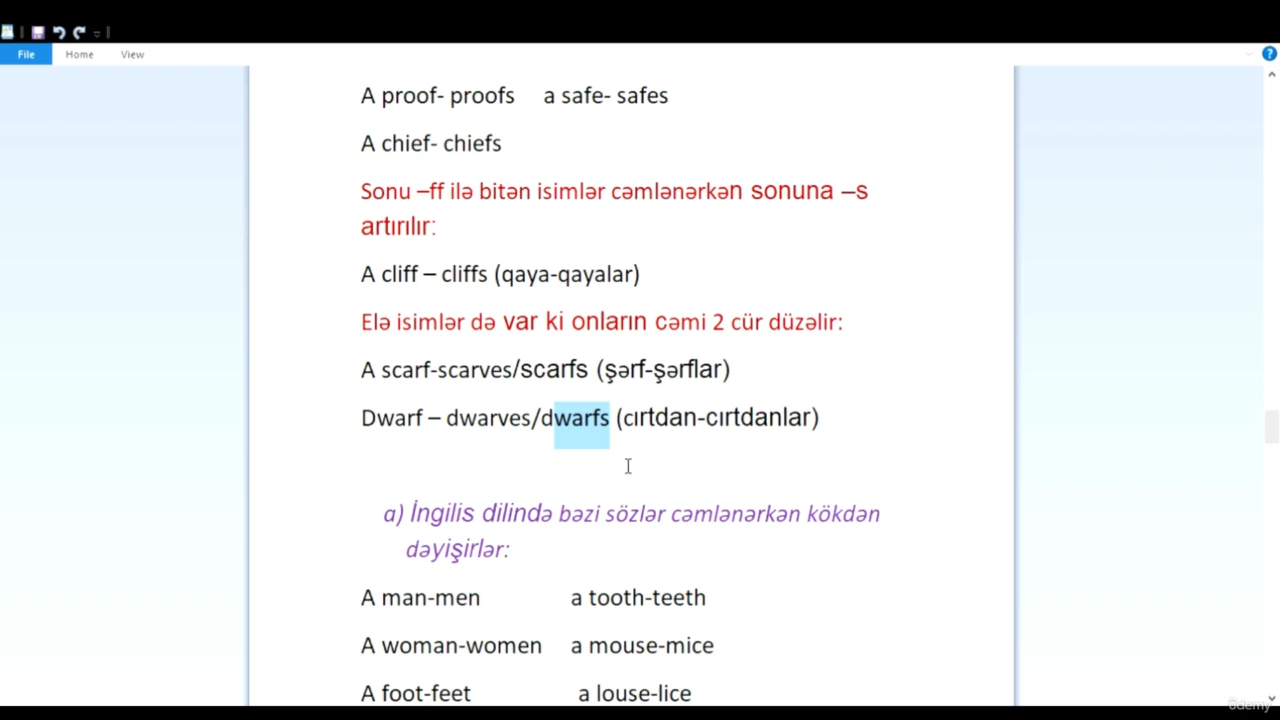 File Home View
A proof- proofs a safe- safes
A chief- chiefs
Sonu –ff ilə bitən isimlər cəmlənərkən sonuna –s
artırılır:
A cliff – cliffs (qaya-qayalar)
Elə isimlər də var ki onların cəmi 2 cür düzəlir:
A scarf-scarves/scarfs (şərf-şərflar)
Dwarf – dwarves/dwarfs (cırtdan-cırtdanlar)
a) İngilis dilində bəzi sözlər cəmlənərkən kökdən
dəyişirlər:
A man-men a tooth-teeth
A woman-women a mouse-mice
A foot-feet a louse-lice
ûdemy